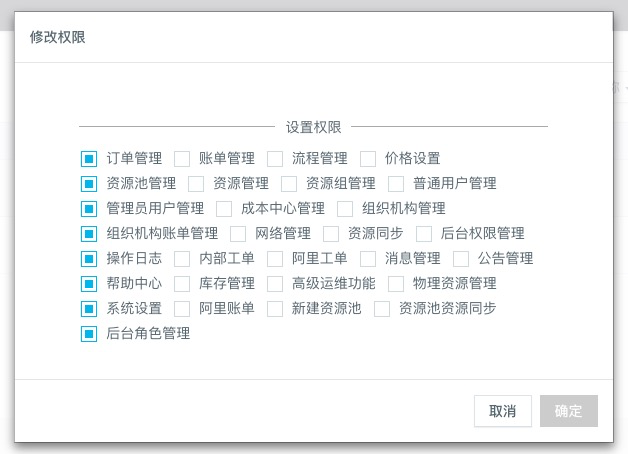 修改权限
设置权限
订单管理 账单管理 流程管理 价格设置
资源池管理 资源管理 资源组管理 普通用户管理
管理员用户管理 成本中心管理 组织机构管理
组织机构账单管理 网络管理 资源同步 后台权限管理
操作日志 内部工单 阿里工单 消息管理 公告管理
帮助中心 库存管理 高级运维功能 物理资源管理
系统设置 阿里账单 新建资源池 资源池资源同步
后台角色管理
取消 确定